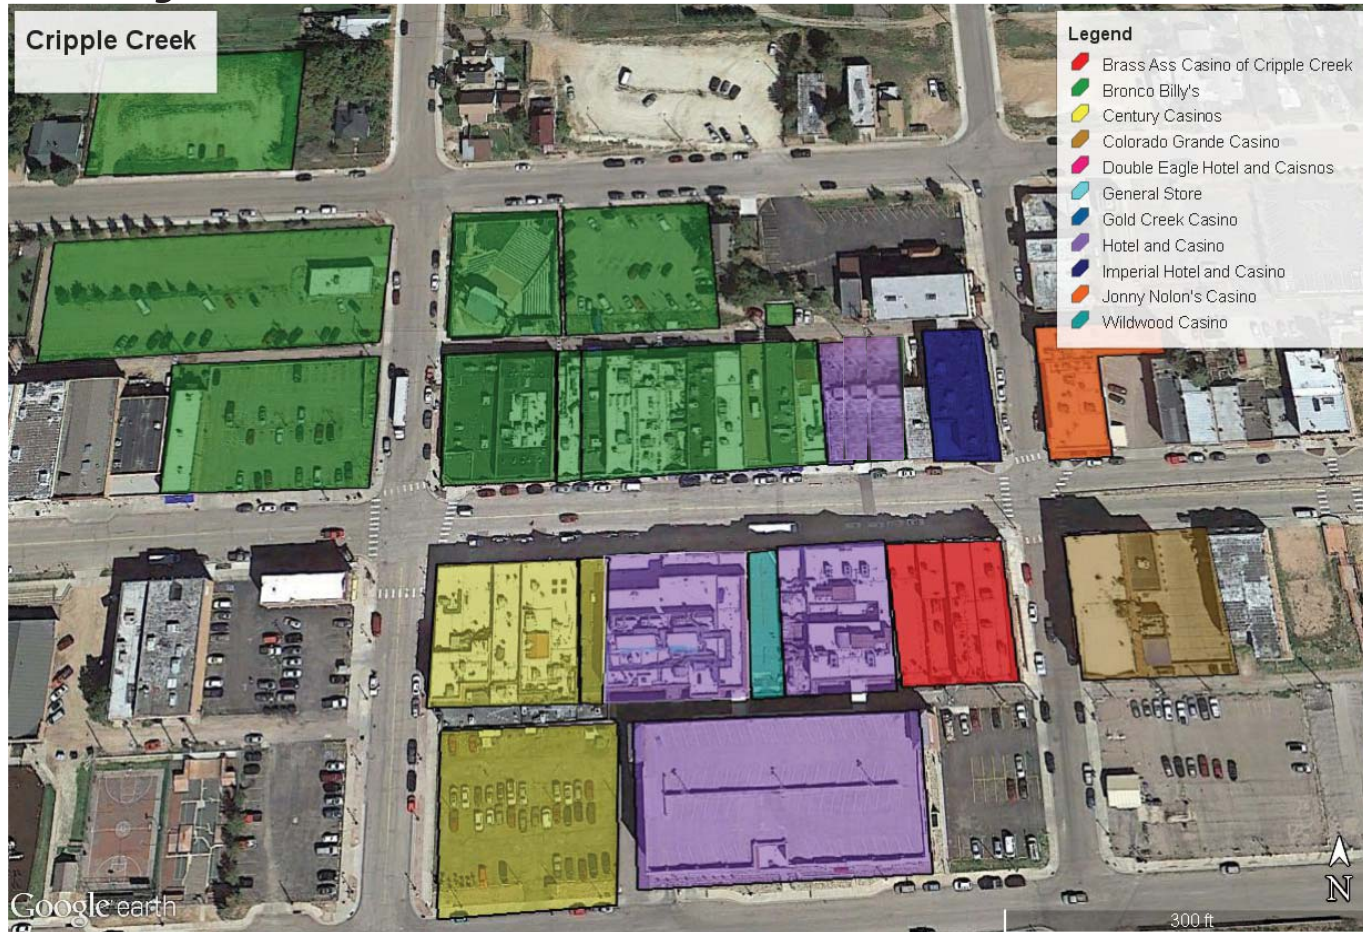 Cripple Creek
Legend
Brass Ass Casino of Cripple Creek
Bronco Billy's
Century Casinos
Colorado Grande Casino
Double Eagle Hotel and Caisnos
General Store
Gold Creek Casino
Hotel and Casino
Imperial Hotel and Casino
Jonny Nolon's Casino
Wildwood Casino
Google earth
N
300 ft